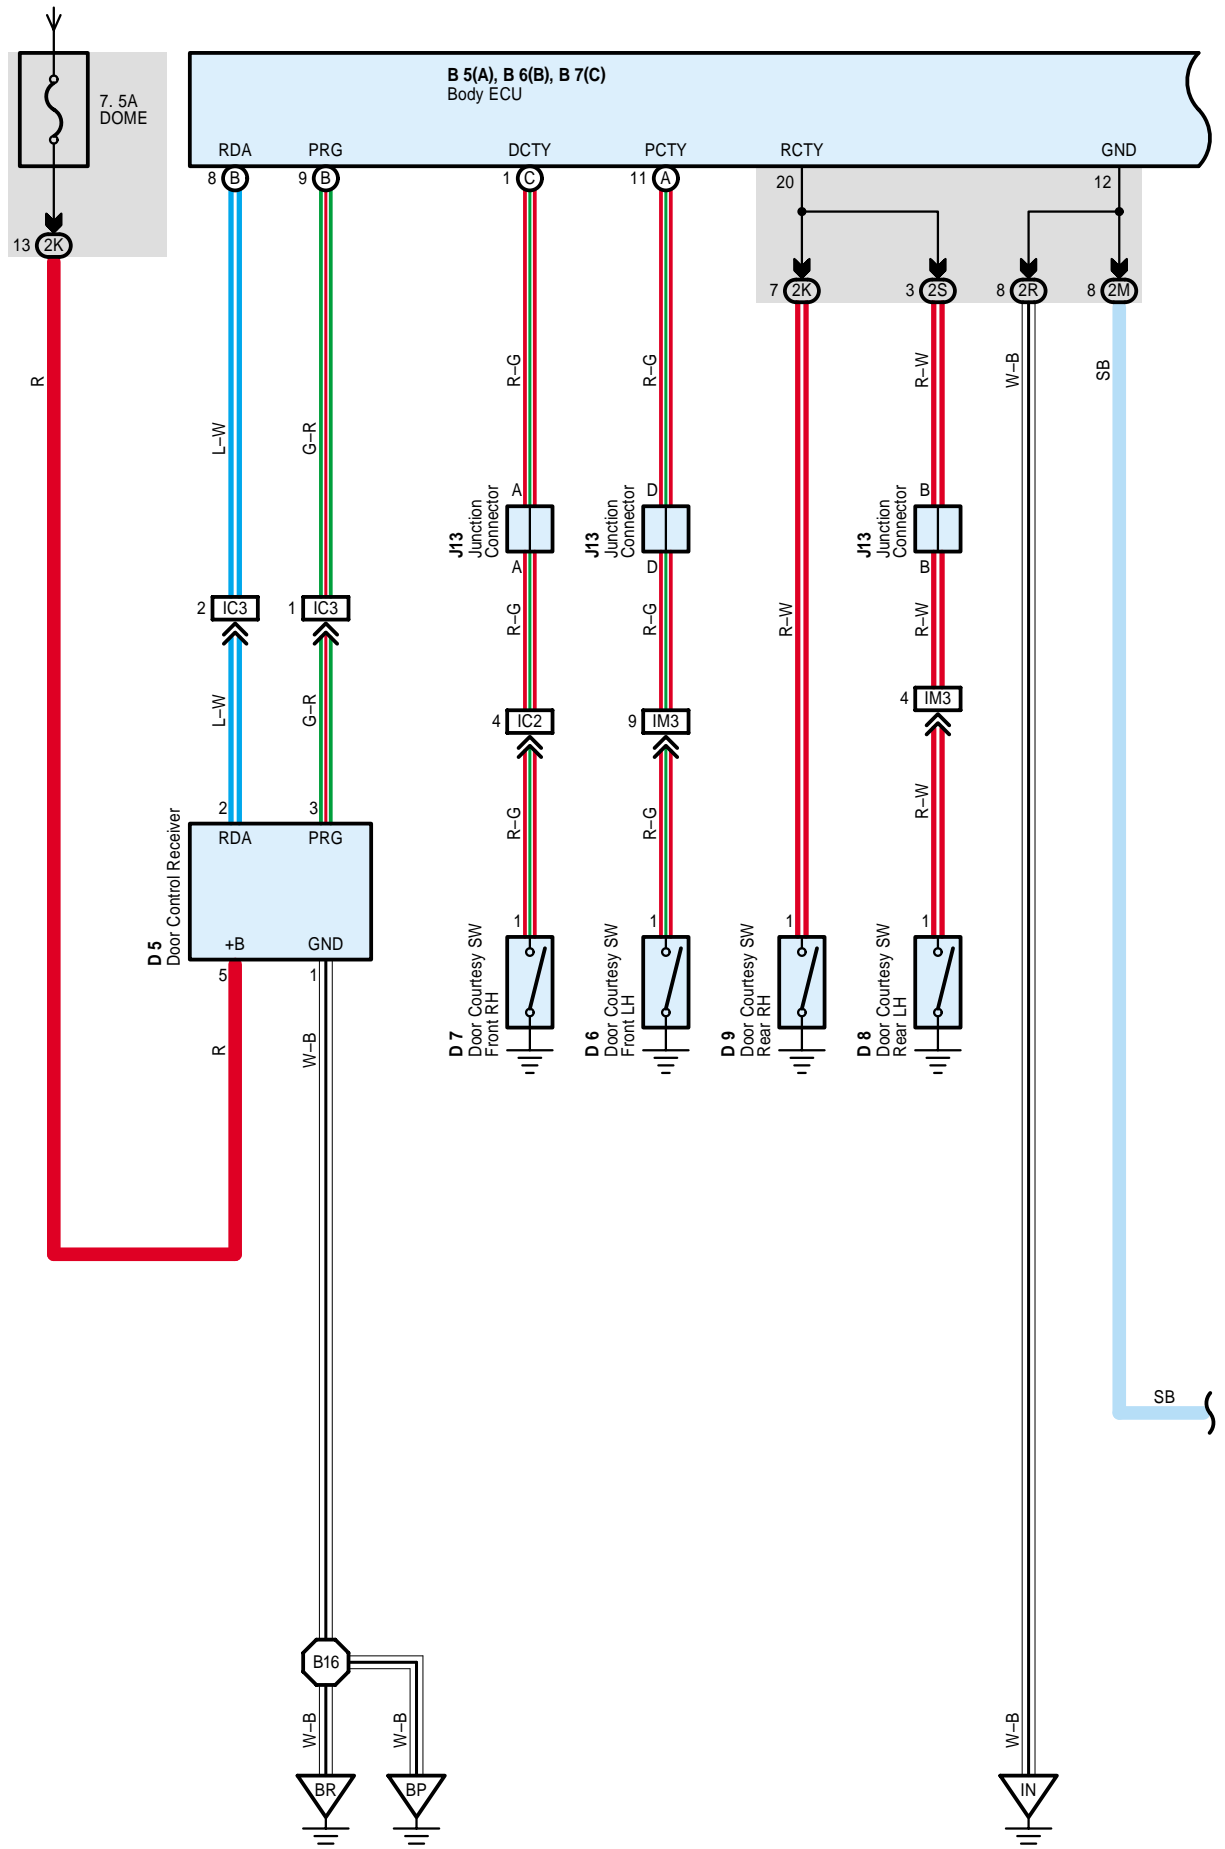 B 5(A), B 6(B), B 7(C)
Body ECU
7. 5A
DOME
RDA
PRG
DCTY
PCTY
RCTY
GND
8 B
9 B
1 C
11 A
20
12
13 2K
7 2K
3 2S
8 2R
8 2M
R
L–W
G–R
R–G
R–G
R–W
W–B
SB
A
D
B
J13
Junction
Connector
J13
Junction
Connector
J13
Junction
Connector
A
D
B
2 IC3
1 IC3
R–G
R–G
R–W
R–W
L–W
G–R
4 IC2
9 IM3
4 IM3
R–G
R–G
R–W
2
3
RDA
PRG
D 5
Door Control Receiver
+B
GND
5
1
1
1
1
1
D 7
Door Courtesy SW
Front RH
D 6
Door Courtesy SW
Front LH
D 9
Door Courtesy SW
Rear RH
D 8
Door Courtesy SW
Rear LH
R
W–B
SB
B16
W–B
W–B
W–B
BR
BP
IN